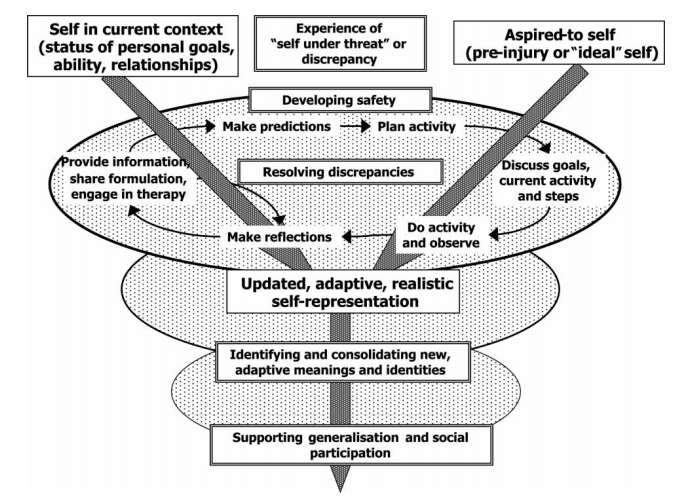 Self in current context
(status of personal goals,
ability, relationships)
Experience of
“self under threat” or
discrepancy
Aspired-to self
(pre-injury or “ideal” self)
Developing safety
Make predictions
Plan activity
Provide information,
share formulation,
engage in therapy
Resolving discrepancies
Discuss goals,
current activity
and steps
Make reflections
Do activity
and observe
Updated, adaptive, realistic
self-representation
Identifying and consolidating new,
adaptive meanings and identities
Supporting generalisation and social
participation